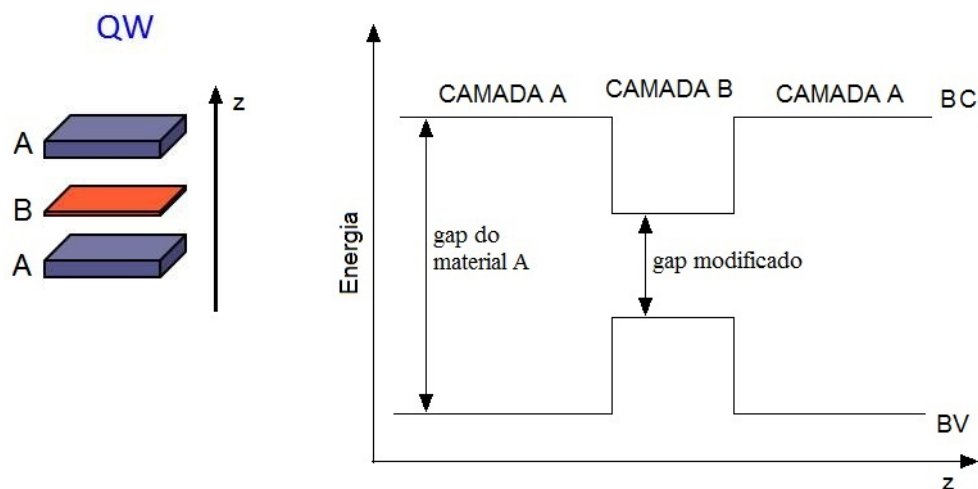 QW
z
A
B
A
Energia
CAMADA A
CAMADA B
CAMADA A
BC
gap do
material A
gap modificado
BV
z